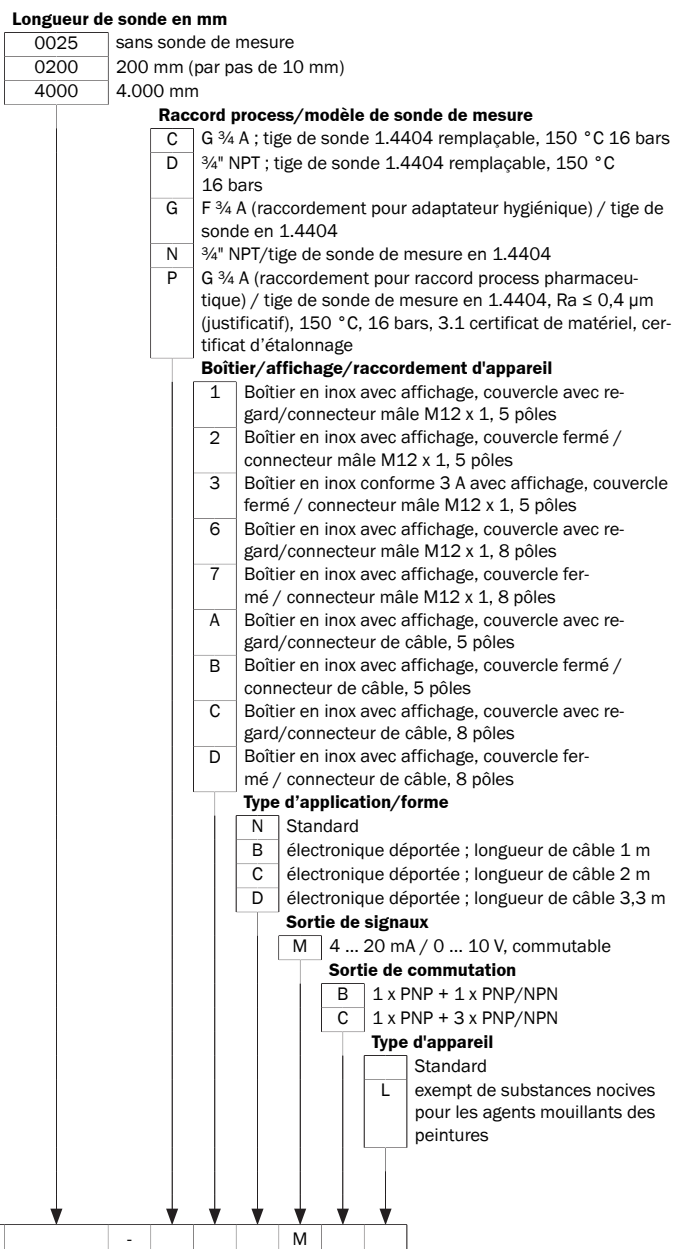 Longueur de sonde en mm
0025 sans sonde de mesure
0200 200 mm (par pas de 10 mm)
4000 4.000 mm
Raccord process/modèle de sonde de mesure
C G ¾ A ; tige de sonde 1.4404 remplaçable, 150 °C 16 bars
D ¾" NPT ; tige de sonde 1.4404 remplaçable, 150 °C
16 bars
G F ¾ A (raccordement pour adaptateur hygiénique) / tige de
sonde en 1.4404
N ¾" NPT/tige de sonde de mesure en 1.4404
P G ¾ A (raccordement pour raccord process pharmaceu-
tique) / tige de sonde de mesure en 1.4404, Ra ≤ 0,4 µm
(justificatif), 150 °C, 16 bars, 3.1 certificat de matériel, cer-
tificat d’étalonnage
Boîtier/affichage/raccordement d'appareil
1 Boîtier en inox avec affichage, couvercle avec re-
gard/connecteur mâle M12 x 1, 5 pôles
2 Boîtier en inox avec affichage, couvercle fermé /
connecteur mâle M12 x 1, 5 pôles
3 Boîtier en inox conforme 3 A avec affichage, couvercle
fermé / connecteur mâle M12 x 1, 5 pôles
6 Boîtier en inox avec affichage, couvercle avec re-
gard/connecteur mâle M12 x 1, 8 pôles
7 Boîtier en inox avec affichage, couvercle fer-
mé / connecteur mâle M12 x 1, 8 pôles
A Boîtier en inox avec affichage, couvercle avec re-
gard/connecteur de câble, 5 pôles
B Boîtier en inox avec affichage, couvercle fermé /
connecteur de câble, 5 pôles
C Boîtier en inox avec affichage, couvercle avec re-
gard/connecteur de câble, 8 pôles
D Boîtier en inox avec affichage, couvercle fer-
mé / connecteur de câble, 8 pôles
Type d’application/forme
N Standard
B électronique déportée ; longueur de câble 1 m
C électronique déportée ; longueur de câble 2 m
D électronique déportée ; longueur de câble 3,3 m
Sortie de signaux
M 4 ... 20 mA / 0 ... 10 V, commutable
Sortie de commutation
B 1 x PNP + 1 x PNP/NPN
C 1 x PNP + 3 x PNP/NPN
Type d'appareil
Standard
L exempt de substances nocives
pour les agents mouillants des
peintures
- M